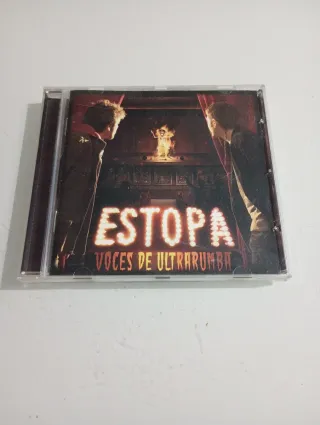 ESTOPA
VOCES DE ULTRARUMBA